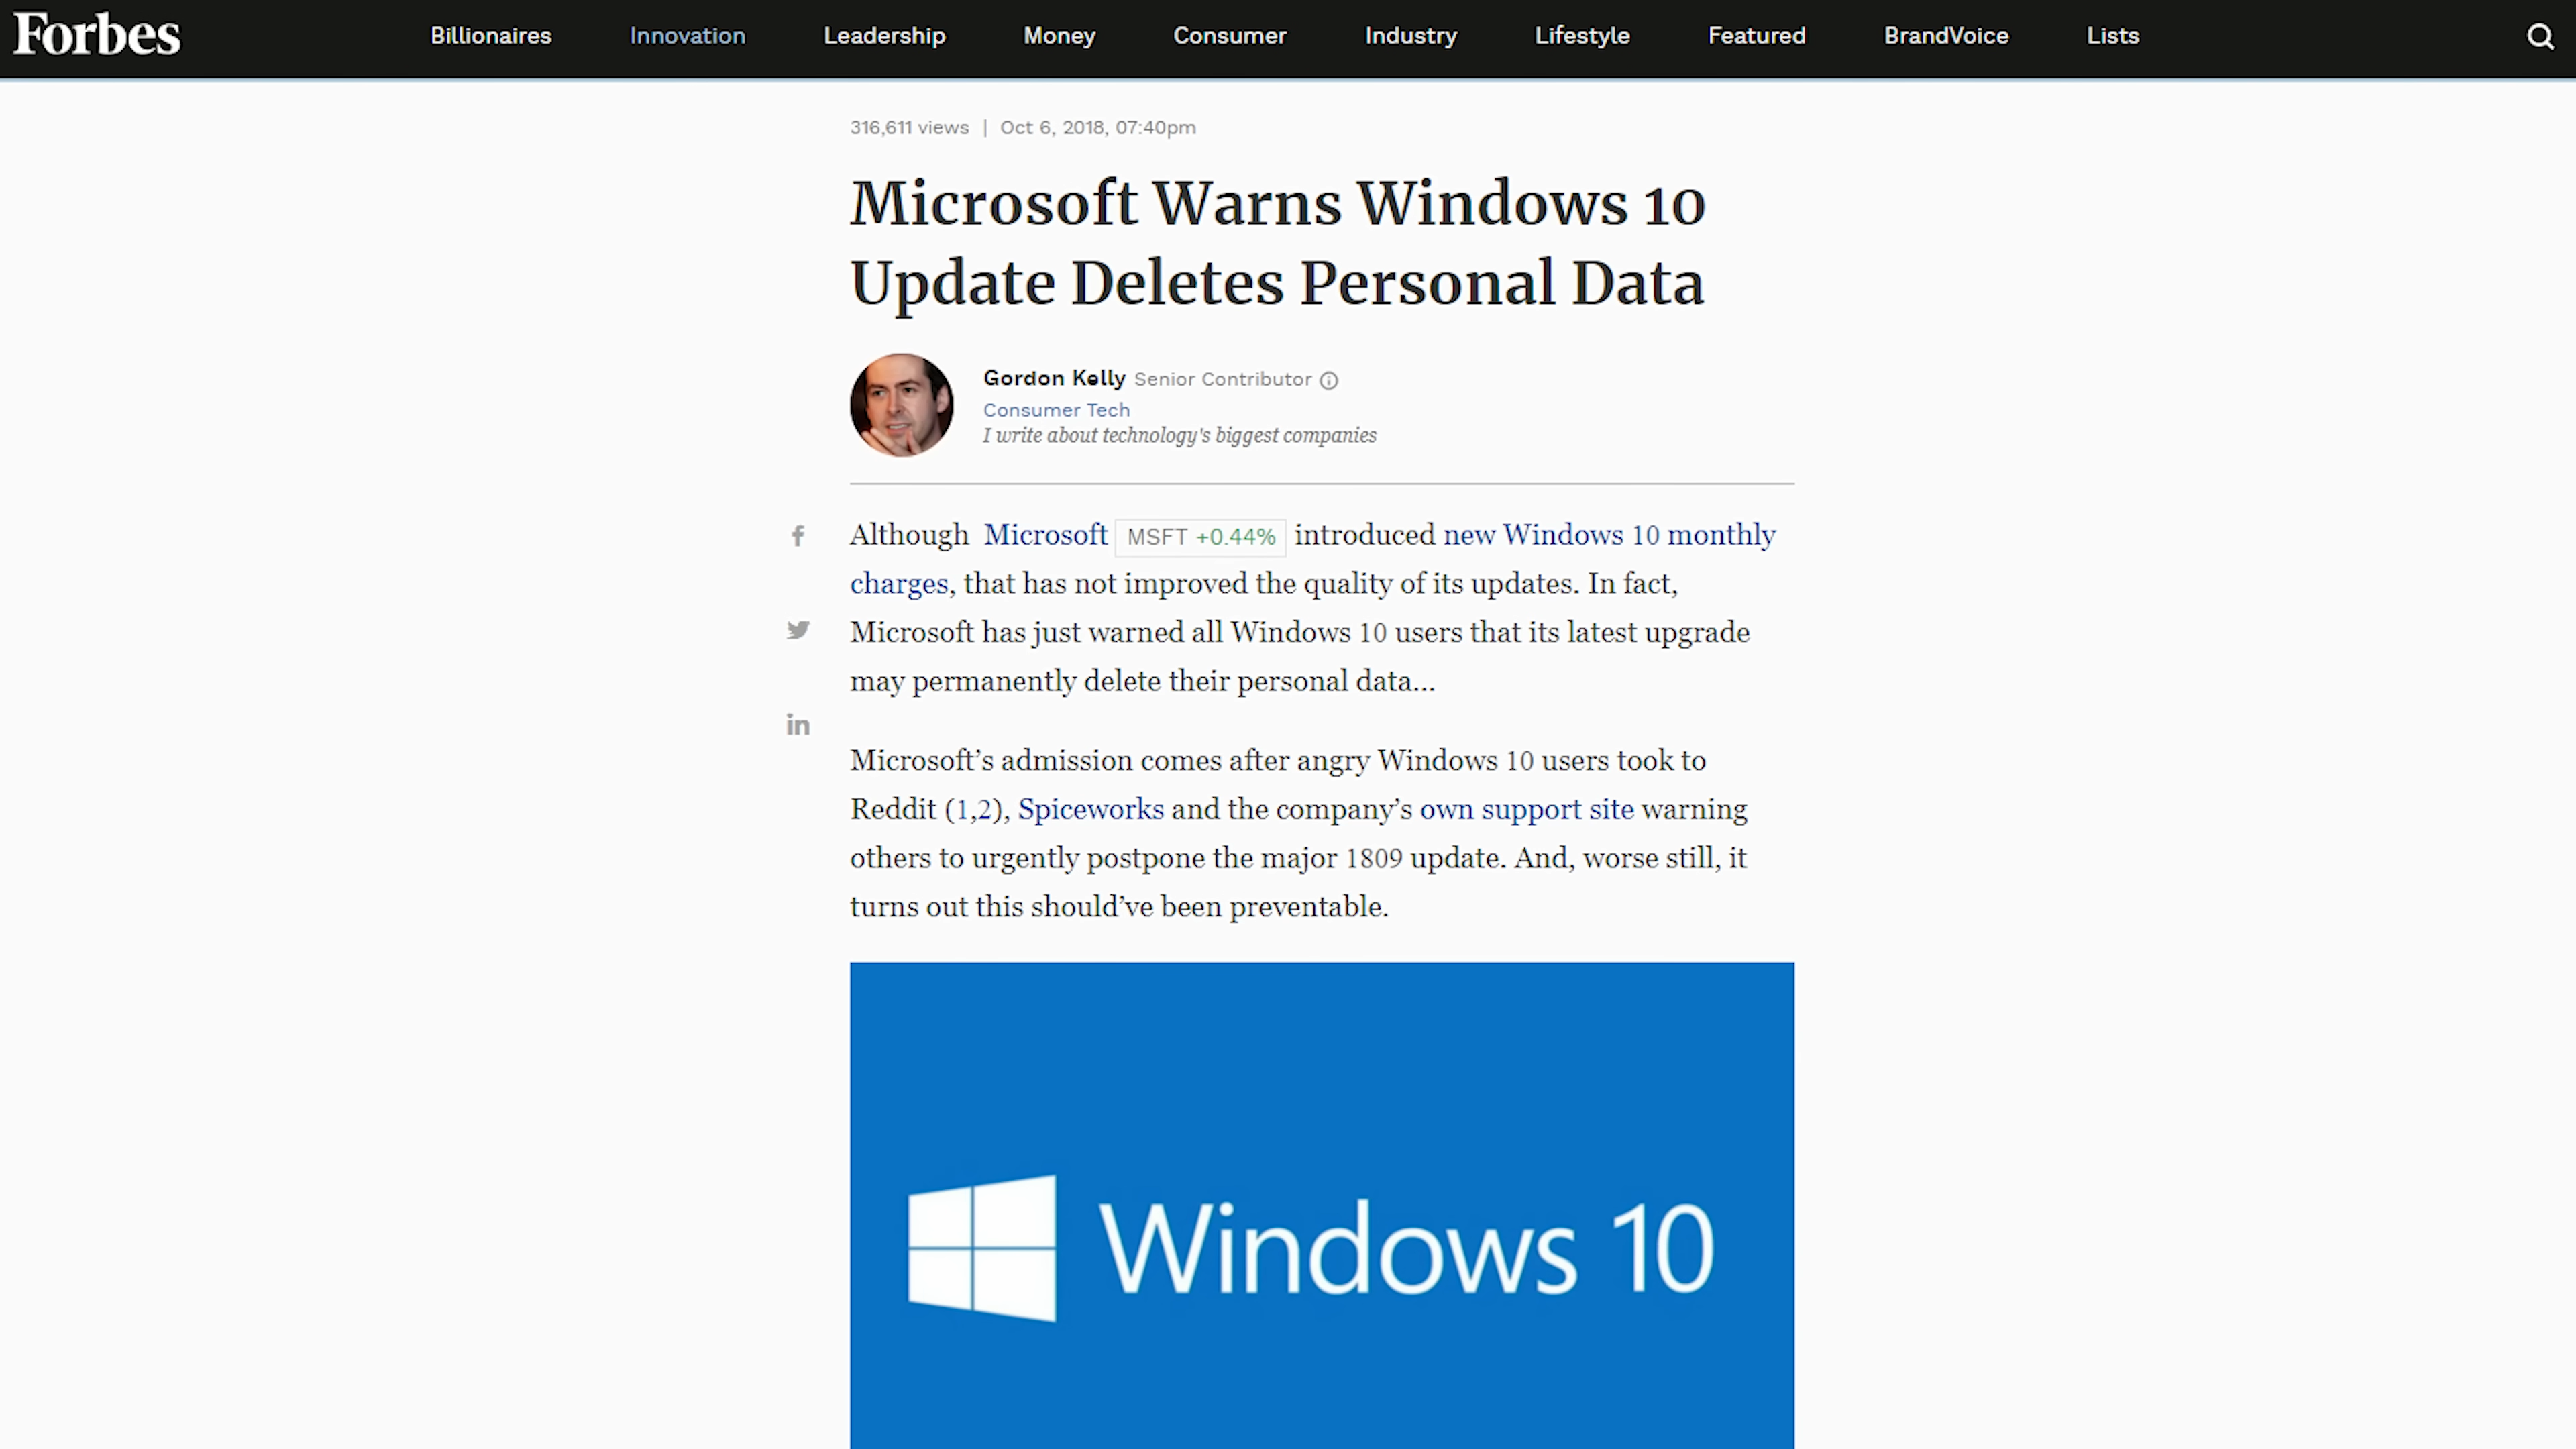 Forbes
Billionaires Innovation Leadership Money Consumer Industry Lifestyle Featured BrandVoice Lists
316,611 views | Oct 6, 2018, 07:40pm
Microsoft Warns Windows 10
Update Deletes Personal Data
Gordon Kelly Senior Contributor
Consumer Tech
I write about technology's biggest companies
Although Microsoft MSFT +0.44% introduced new Windows 10 monthly
charges, that has not improved the quality of its updates. In fact,
Microsoft has just warned all Windows 10 users that its latest upgrade
may permanently delete their personal data...
Microsoft’s admission comes after angry Windows 10 users took to
Reddit (1,2), Spiceworks and the company’s own support site warning
others to urgently postpone the major 1809 update. And, worse still, it
turns out this should’ve been preventable.
Windows 10